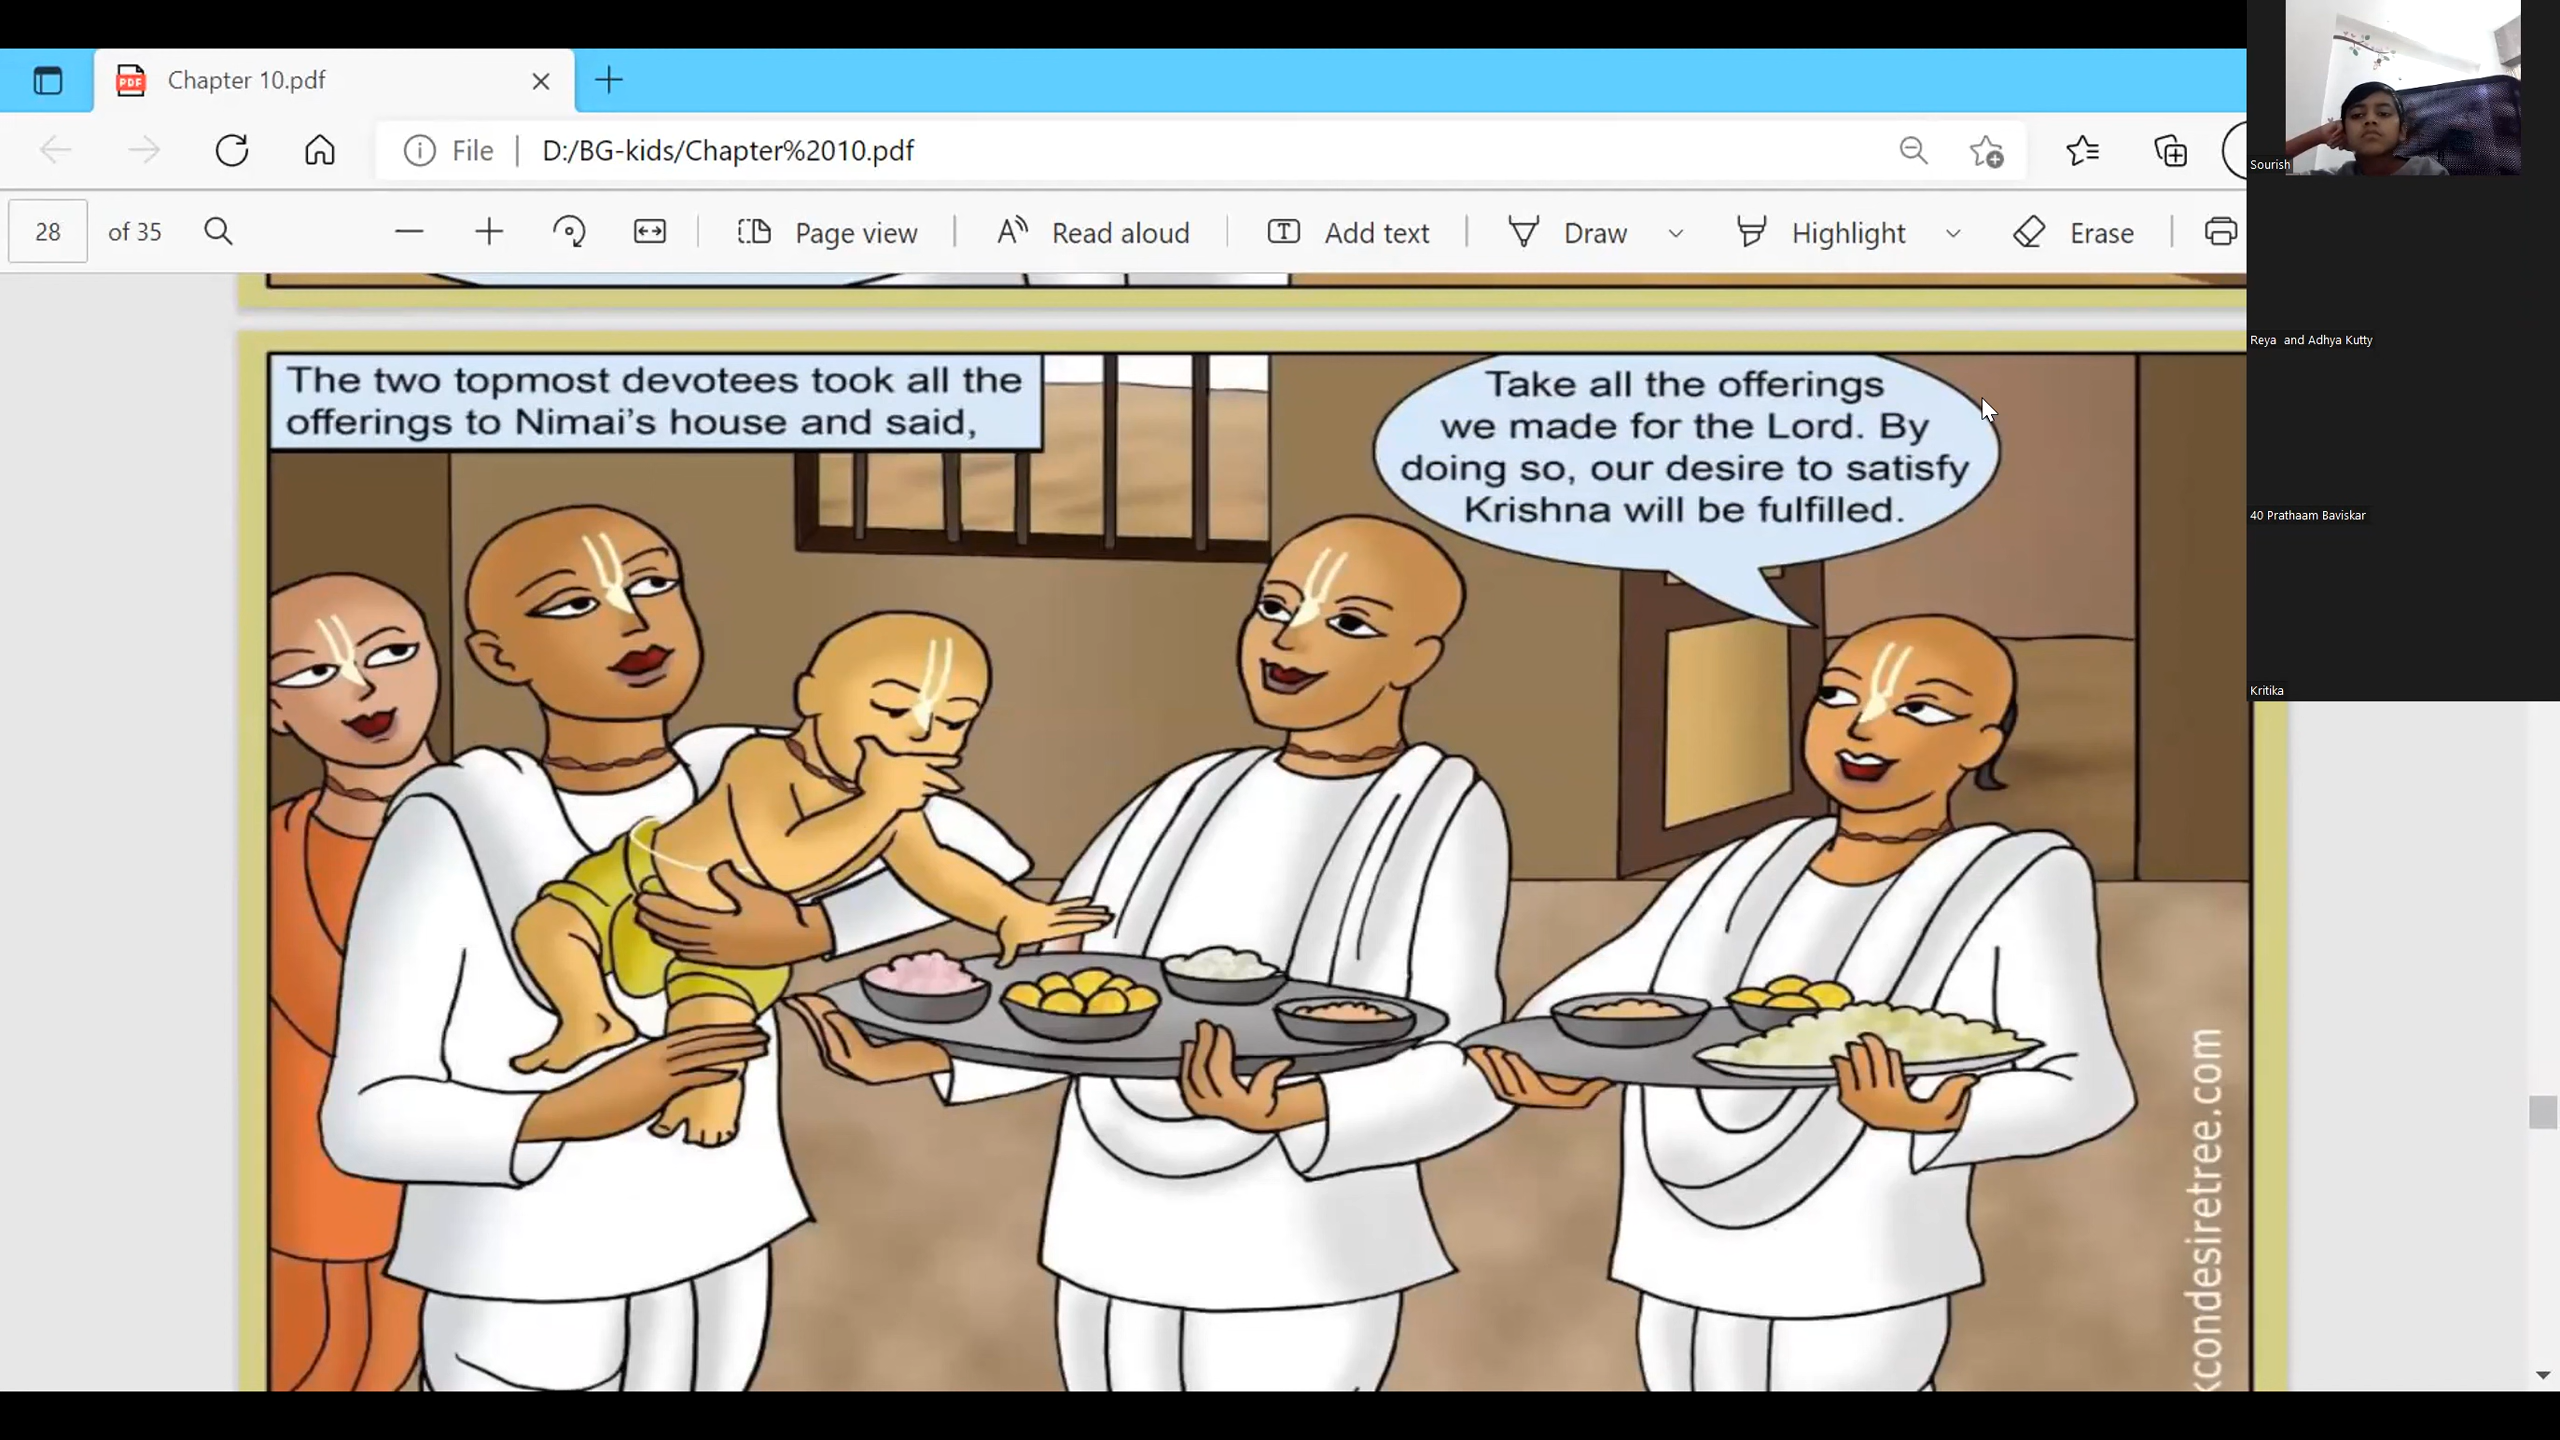 Chapter 10.pdf
File
D:/BG-kids/Chapter%2010.pdf
28 of 35
Page view
Read aloud
Add text
Draw
Highlight
Erase
The two topmost devotees took all the
offerings to Nimai's house and said,
Take all the offerings
we made for the Lord. By
doing so, our desire to satisfy
Krishna will be fulfilled.
kcondesiretree.com
Sourish
Reya and Adhya Kutty
40 Prathaam Baviskar
Kritika